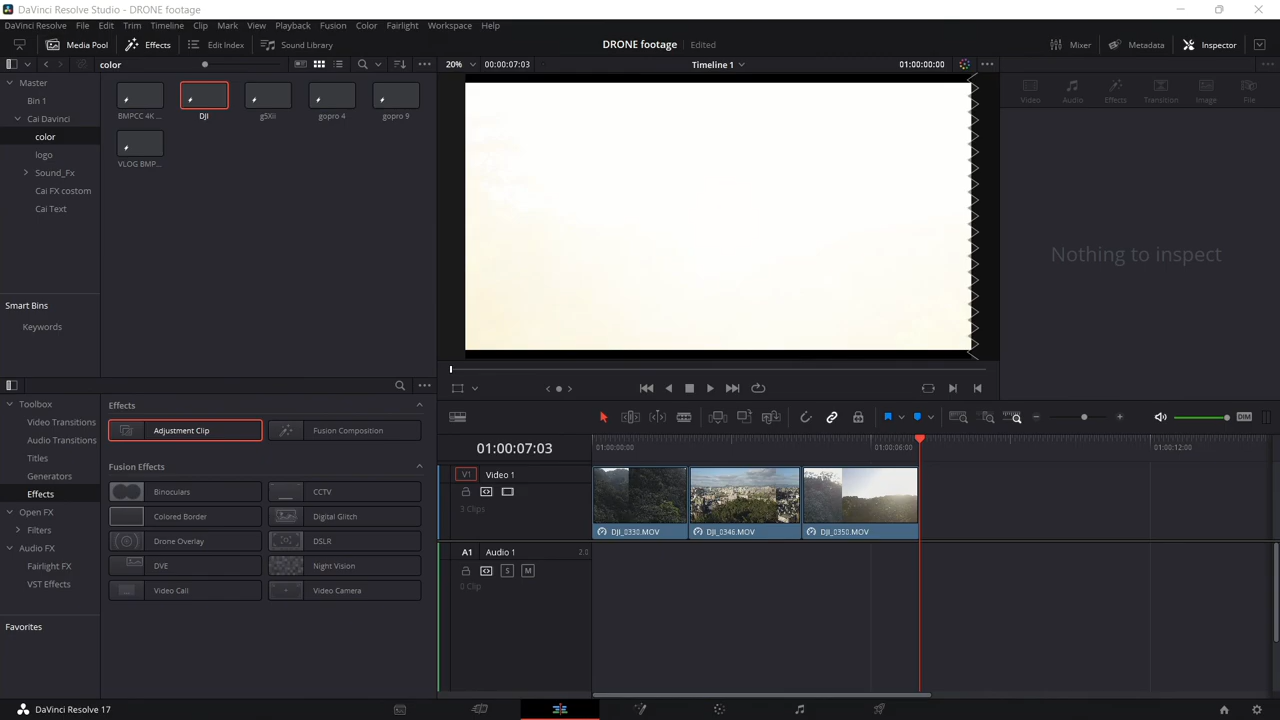 DaVinci Resolve Studio - DRONE footage
DaVinci Resolve File Edit Trim Timeline Clip Mark View Playback Fusion Color Fairlight Workspace Help
Media Pool Effects Edit Index Sound Library DRONE footage Edited Mixer Metadata Inspector
color 20% 00:00:07:03 Timeline 1 01:00:00:00
Master
Bin 1
Cai Davinci
color
logo
Sound_Fx
Cai FX costom
Cai Text
BMPCC 4K ... DJI g5Xii gopro 4 gopro 9
VLOG BMP...
Video Audio Effects Transition Image File
Nothing to inspect
Smart Bins
Keywords
Toolbox
Video Transitions
Audio Transitions
Titles
Generators
Effects
Open FX
Filters
Audio FX
Fairlight FX
VST Effects
Favorites
Effects
Adjustment Clip Fusion Composition
Fusion Effects
Binoculars CCTV
Colored Border Digital Glitch
Drone Overlay DSLR
DVE Night Vision
Video Call Video Camera
DIM
01:00:07:03 01:00:00:00 01:00:06:00 01:00:12:00
V1 Video 1
3 Clips
DJI_0330.MOV DJI_0346.MOV DJI_0350.MOV
A1 Audio 1 2.0
S M
0 Clip
DaVinci Resolve 17